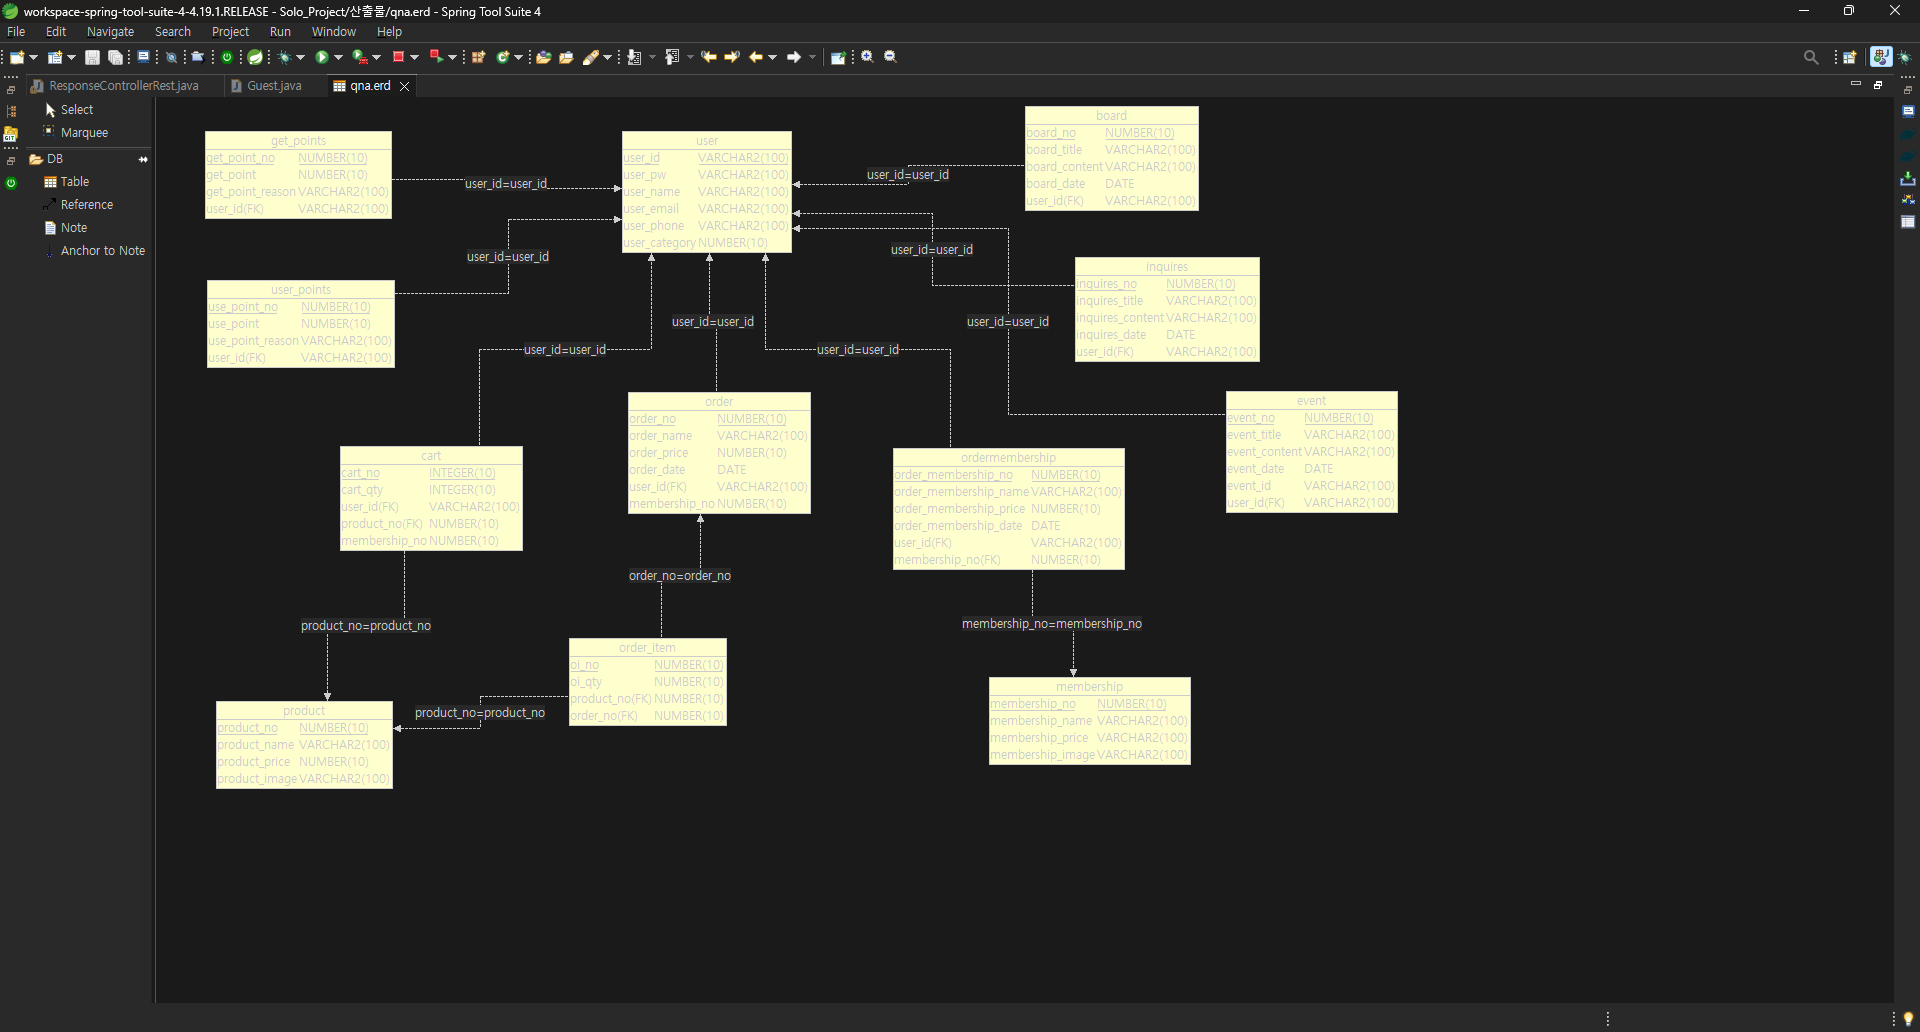 workspace-spring-tool-suite-4-4.19.1.RELEASE - Solo_Project/산출물/qna.erd - Spring Tool Suite 4
File Edit Navigate Search Project Run Window Help
ResponseControllerRest.java Guest.java qna.erd
Select
Marquee
DB
Table
Reference
Note
Anchor to Note
get_points
get_point_no NUMBER(10)
get_point NUMBER(10)
get_point_reason VARCHAR2(100)
user_id(FK) VARCHAR2(100)
user_id=user_id
user
user_id VARCHAR2(100)
user_pw VARCHAR2(100)
user_name VARCHAR2(100)
user_email VARCHAR2(100)
user_phone VARCHAR2(100)
user_category NUMBER(10)
user_id=user_id
board
board_no NUMBER(10)
board_title VARCHAR2(100)
board_content VARCHAR2(100)
board_date DATE
user_id(FK) VARCHAR2(100)
user_id=user_id
user_id=user_id
inquires
inquires_no NUMBER(10)
inquires_title VARCHAR2(100)
inquires_content VARCHAR2(100)
inquires_date DATE
user_id(FK) VARCHAR2(100)
user_points
use_point_no NUMBER(10)
use_point NUMBER(10)
use_point_reason VARCHAR2(100)
user_id(FK) VARCHAR2(100)
user_id=user_id
user_id=user_id
user_id=user_id
user_id=user_id
order
order_no NUMBER(10)
order_name VARCHAR2(100)
order_price NUMBER(10)
order_date DATE
user_id(FK) VARCHAR2(100)
membership_no NUMBER(10)
event
event_no NUMBER(10)
event_title VARCHAR2(100)
event_content VARCHAR2(100)
event_date DATE
event_id VARCHAR2(100)
user_id(FK) VARCHAR2(100)
cart
cart_no INTEGER(10)
cart_qty INTEGER(10)
user_id(FK) VARCHAR2(100)
product_no(FK) NUMBER(10)
membership_no NUMBER(10)
ordermembership
order_membership_no NUMBER(10)
order_membership_name VARCHAR2(100)
order_membership_price NUMBER(10)
order_membership_date DATE
user_id(FK) VARCHAR2(100)
membership_no(FK) NUMBER(10)
order_no=order_no
product_no=product_no
membership_no=membership_no
order_item
oi_no NUMBER(10)
oi_qty NUMBER(10)
product_no(FK) NUMBER(10)
order_no(FK) NUMBER(10)
product_no=product_no
product
product_no NUMBER(10)
product_name VARCHAR2(100)
product_price NUMBER(10)
product_image VARCHAR2(100)
membership
membership_no NUMBER(10)
membership_name VARCHAR2(100)
membership_price VARCHAR2(100)
membership_image VARCHAR2(100)